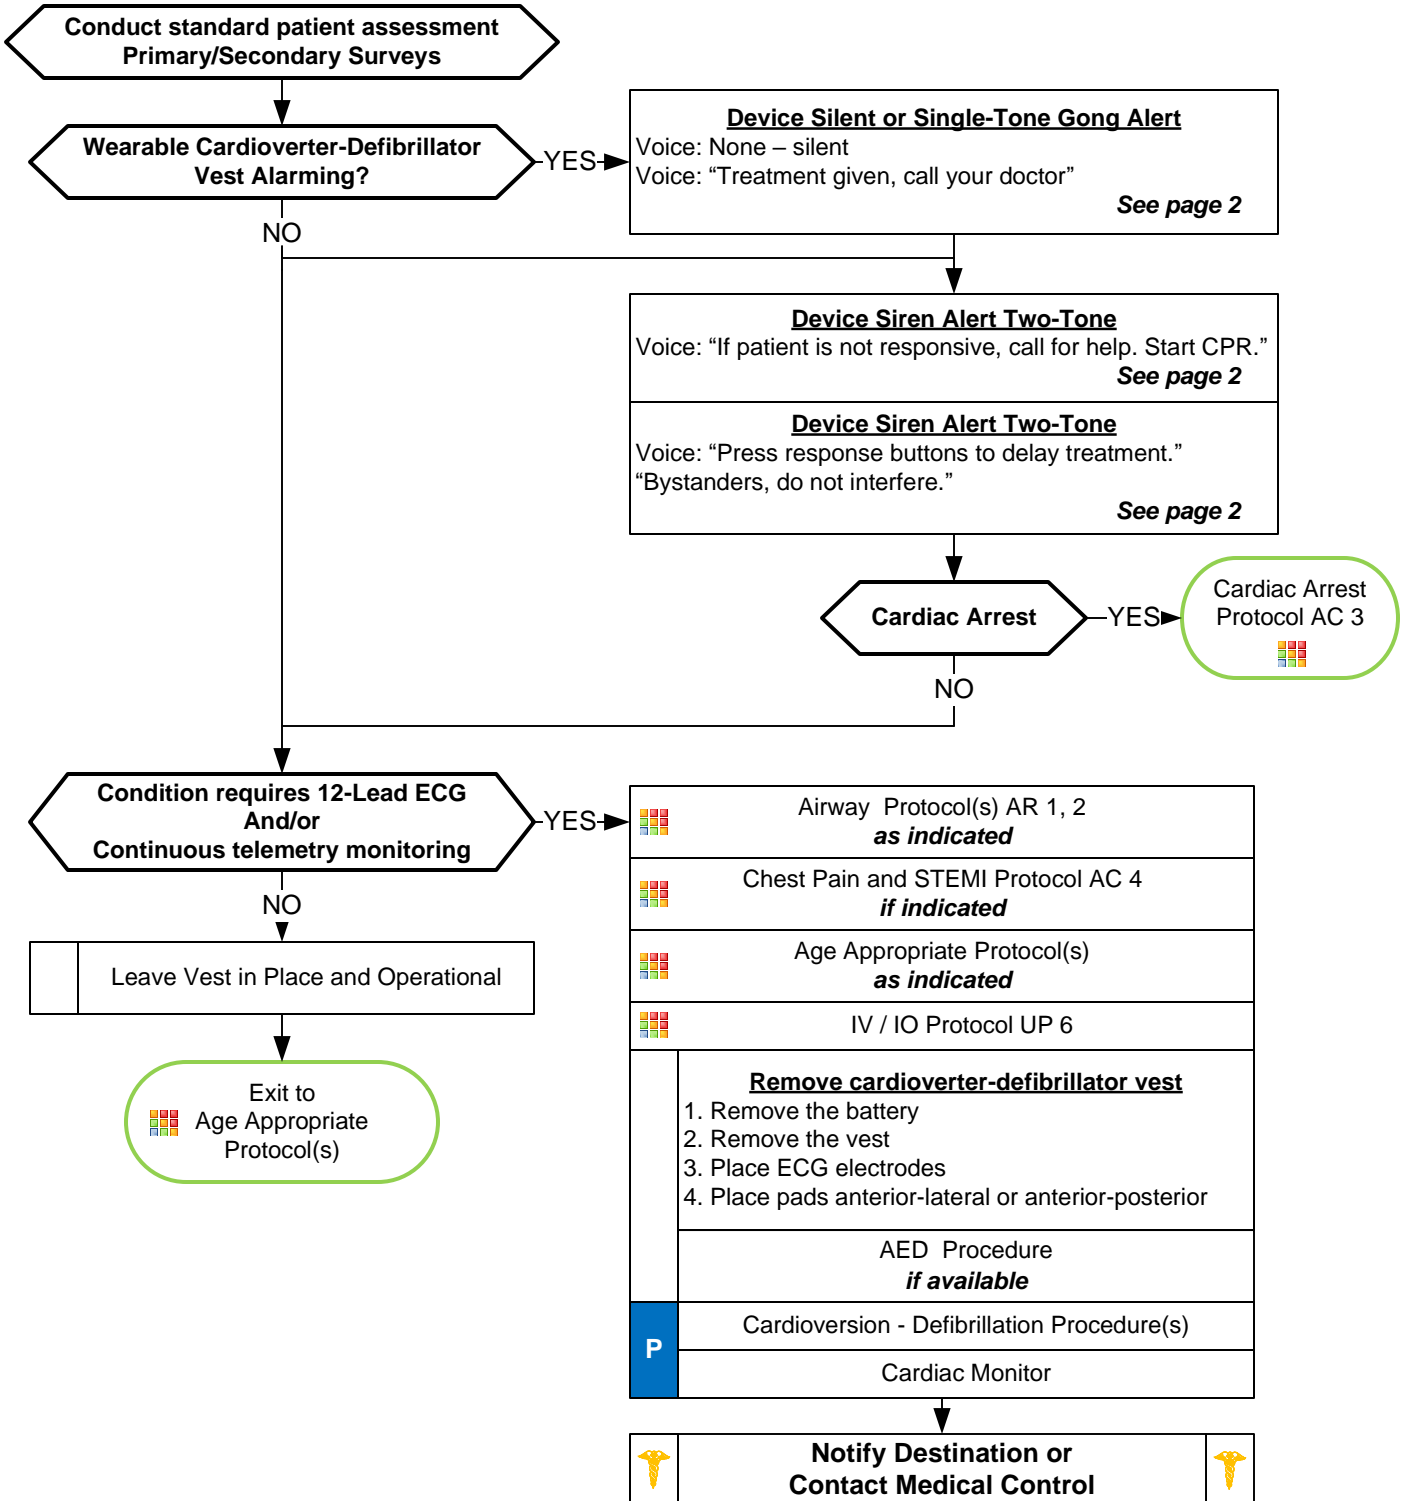 Conduct standard patient assessment
Primary/Secondary Surveys
Wearable Cardioverter-Defibrillator
Vest Alarming?
YES
NO
Device Silent or Single-Tone Gong Alert
Voice: None – silent
Voice: “Treatment given, call your doctor”
See page 2
Device Siren Alert Two-Tone
Voice: “If patient is not responsive, call for help. Start CPR.”
See page 2
Device Siren Alert Two-Tone
Voice: “Press response buttons to delay treatment.”
“Bystanders, do not interfere.”
See page 2
Cardiac Arrest
YES
Cardiac Arrest
Protocol AC 3
NO
Condition requires 12-Lead ECG
And/or
Continuous telemetry monitoring
YES
NO
Leave Vest in Place and Operational
Exit to
Age Appropriate
Protocol(s)
Airway Protocol(s) AR 1, 2
as indicated
Chest Pain and STEMI Protocol AC 4
if indicated
Age Appropriate Protocol(s)
as indicated
IV / IO Protocol UP 6
Remove cardioverter-defibrillator vest
1. Remove the battery
2. Remove the vest
3. Place ECG electrodes
4. Place pads anterior-lateral or anterior-posterior
AED Procedure
if available
P
Cardioversion - Defibrillation Procedure(s)
Cardiac Monitor
Notify Destination or
Contact Medical Control